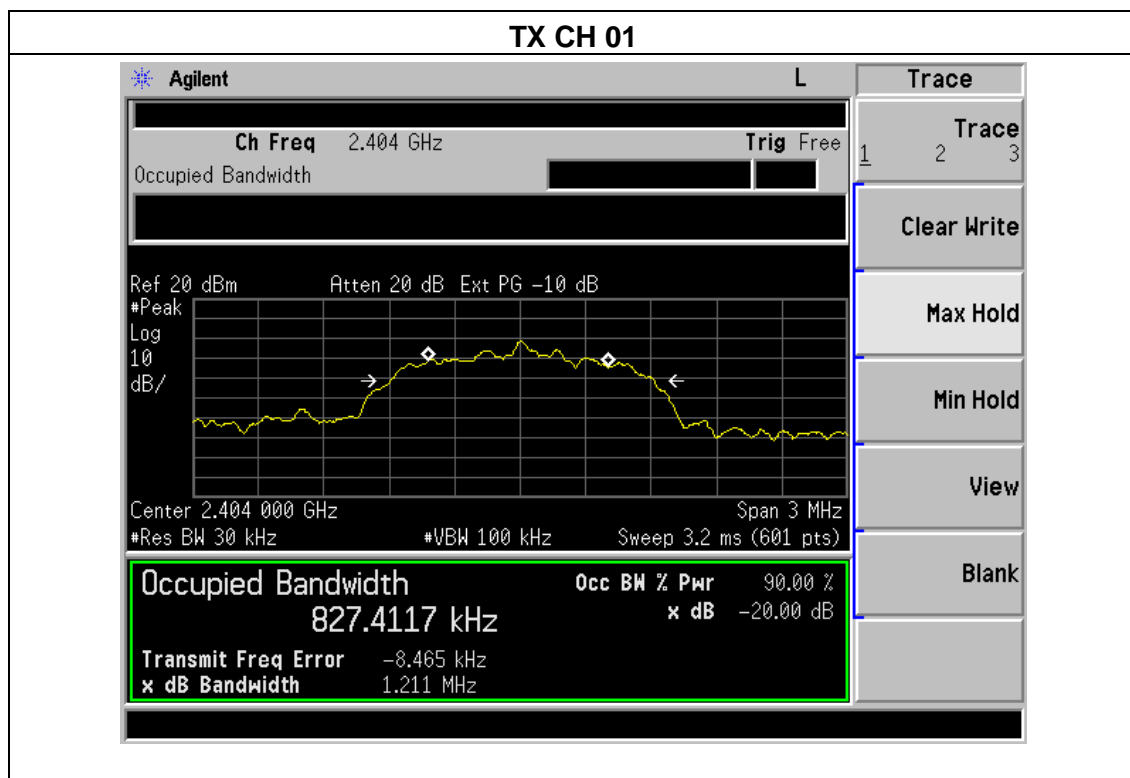 TX CH 01
Agilent L
Trace
Ch Freq 2.404 GHz Trig Free
Occupied Bandwidth
Trace
1 2 3
Clear Write
Max Hold
Min Hold
View
Blank
Ref 20 dBm Atten 20 dB Ext PG -10 dB
#Peak
Log
10
dB/
Center 2.404 000 GHz Span 3 MHz
#Res BW 30 kHz #VBW 100 kHz Sweep 3.2 ms (601 pts)
Occupied Bandwidth Occ BW % Pwr 90.00 %
827.4117 kHz x dB -20.00 dB
Transmit Freq Error -8.465 kHz
x dB Bandwidth 1.211 MHz